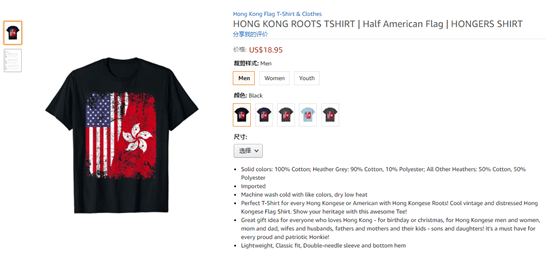 Hong Kong Flag T-Shirt & Clothes
HONG KONG ROOTS TSHIRT | Half American Flag | HONGERS SHIRT
分享我的评价
价格: US$18.95
裁剪样式: Men
Men Women Youth
颜色: Black
尺寸:
选择
Solid colors: 100% Cotton; Heather Grey: 90% Cotton, 10% Polyester; All Other Heathers: 50% Cotton, 50%
Polyester
Imported
Machine wash cold with like colors, dry low heat
Perfect T-Shirt for every Hong Kongese or American with Hong Kongese Roots! Cool vintage and distressed Hong
Kongese Flag Shirt. Show your heritage with this awesome Tee!
Great gift idea for everyone who loves Hong Kong - for birthday or christmas, for Hong Kongese men and women,
mom and dad, wifes and husbands, fathers and mothers and their kids - sons and daughters! It's a must have for
every proud and patriotic Honkie!
Lightweight, Classic fit, Double-needle sleeve and bottom hem